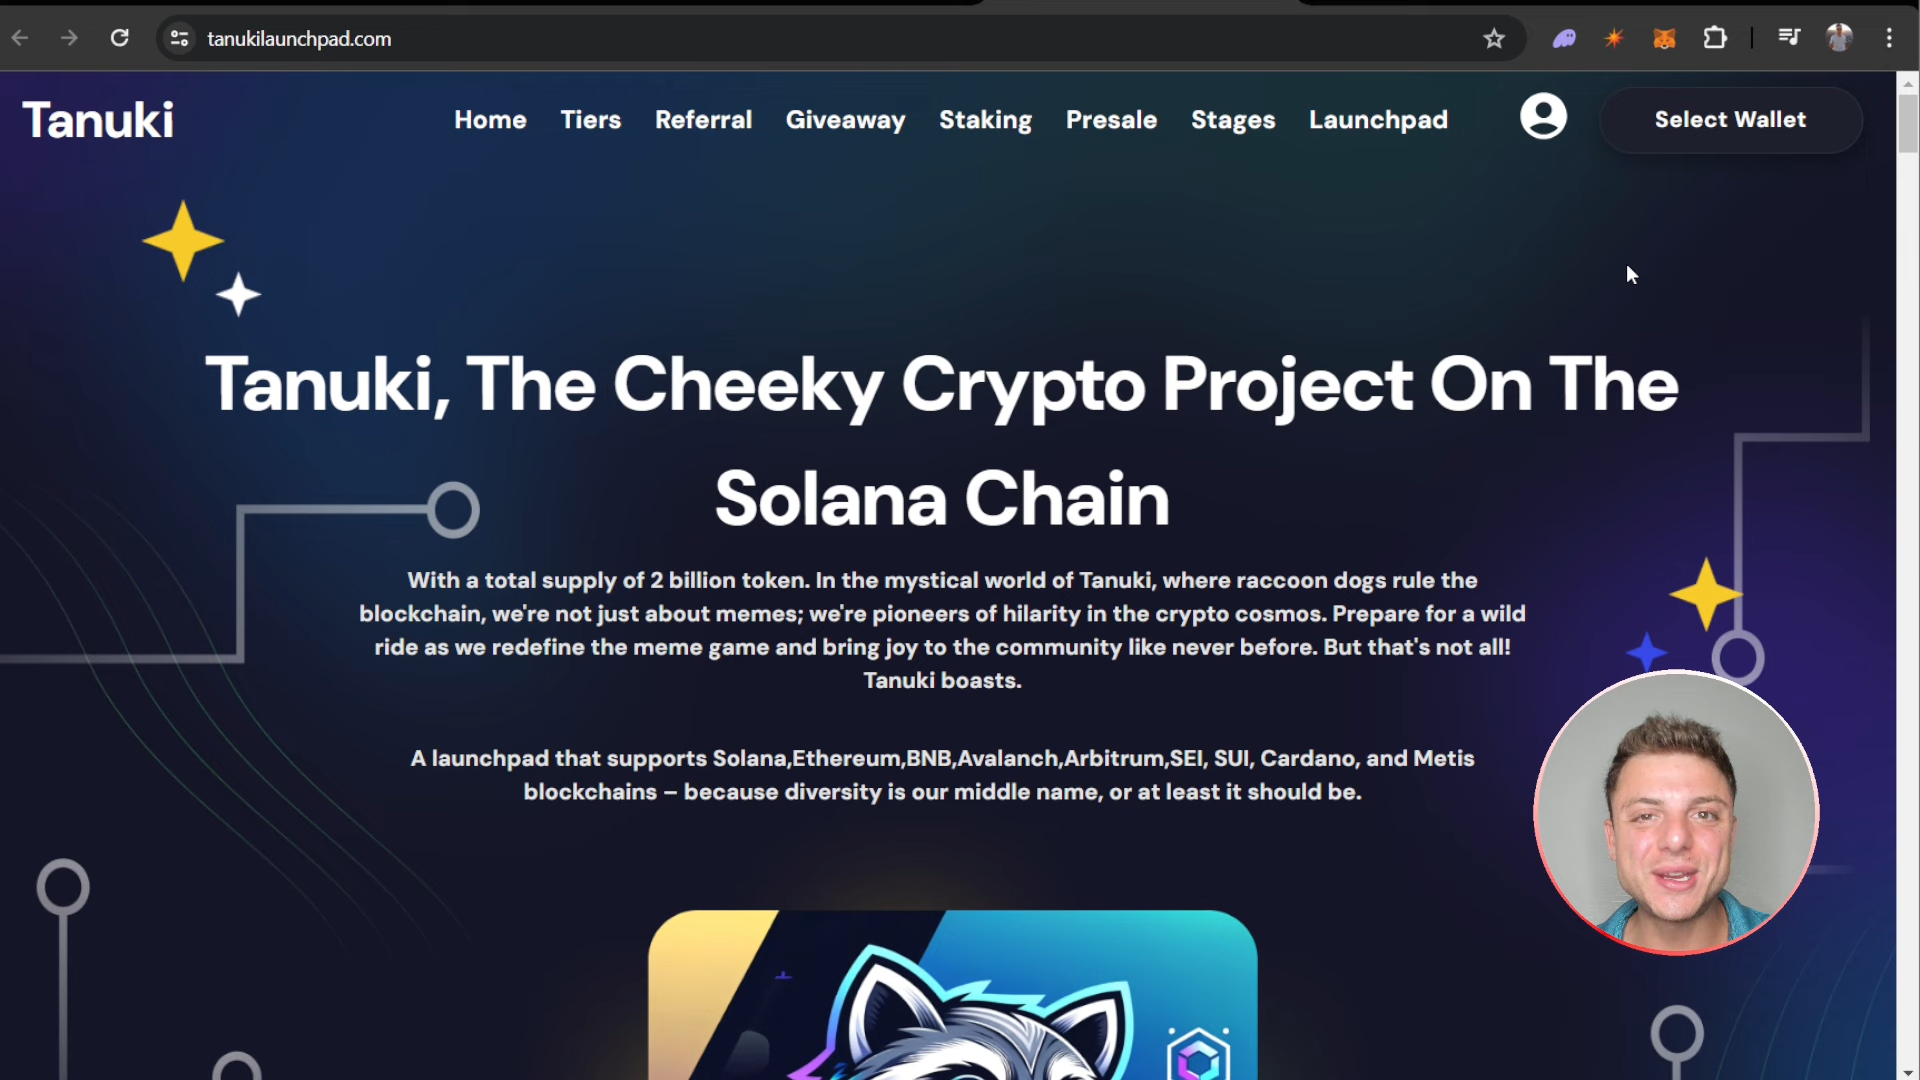 tanukilaunchpad.com
Tanuki
Home Tiers Referral Giveaway Staking Presale Stages Launchpad
Select Wallet
Tanuki, The Cheeky Crypto Project On The
Solana Chain
With a total supply of 2 billion token. In the mystical world of Tanuki, where raccoon dogs rule the
blockchain, we're not just about memes; we're pioneers of hilarity in the crypto cosmos. Prepare for a wild
ride as we redefine the meme game and bring joy to the community like never before. But that's not all!
Tanuki boasts.
A launchpad that supports Solana,Ethereum,BNB,Avalanch,Arbitrum,SEI, SUI, Cardano, and Metis
blockchains – because diversity is our middle name, or at least it should be.